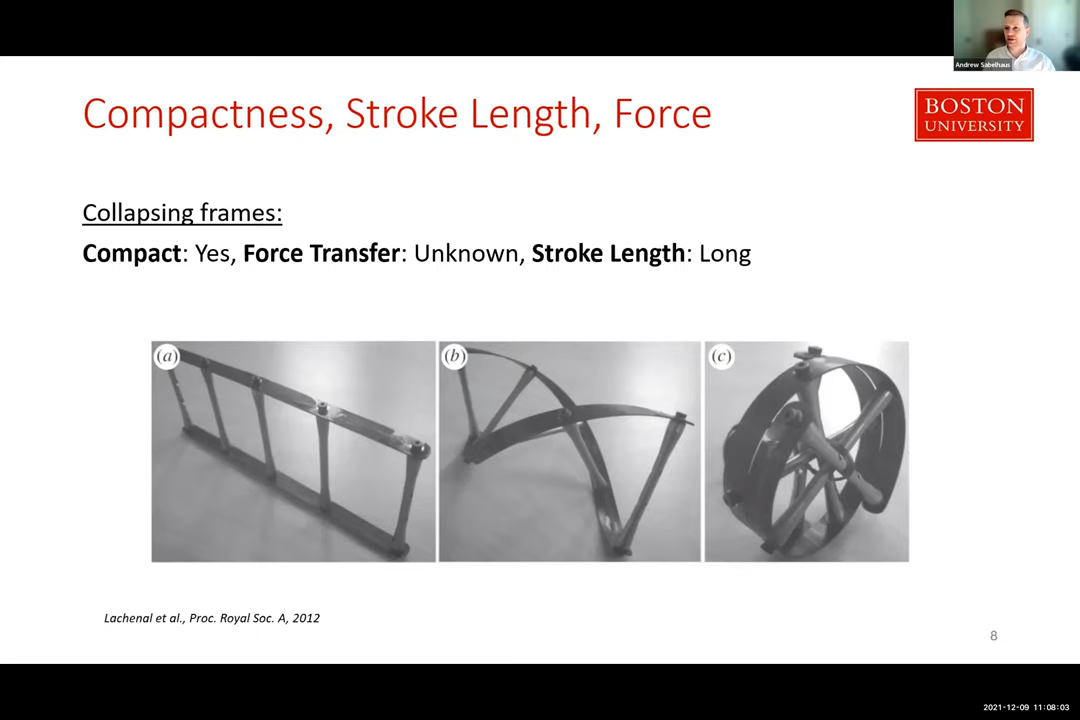 Andrew Sabelhaus
Compactness, Stroke Length, Force
BOSTON
UNIVERSITY
Collapsing frames:
Compact: Yes, Force Transfer: Unknown, Stroke Length: Long
(a)
(b)
(c)
Lachenal et al., Proc. Royal Soc. A, 2012
8
2021-12-09 11:08:03